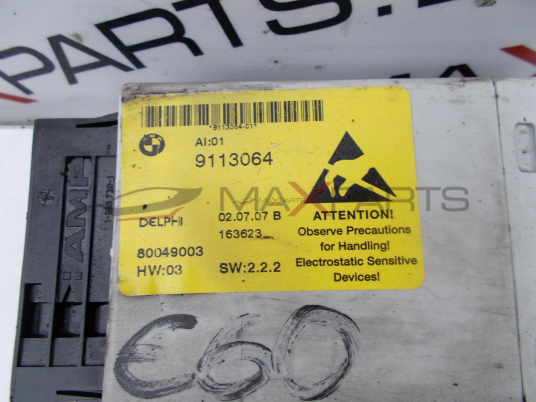 *9113064-01*
AI:01
9113064
DELPHI
02.07.07 B
163623
80049003
HW:03
SW:2.2.2
ATTENTION!
Observe Precautions
for Handling!
Electrostatic Sensitive
Devices!
AMP
E60
MAXPARTS